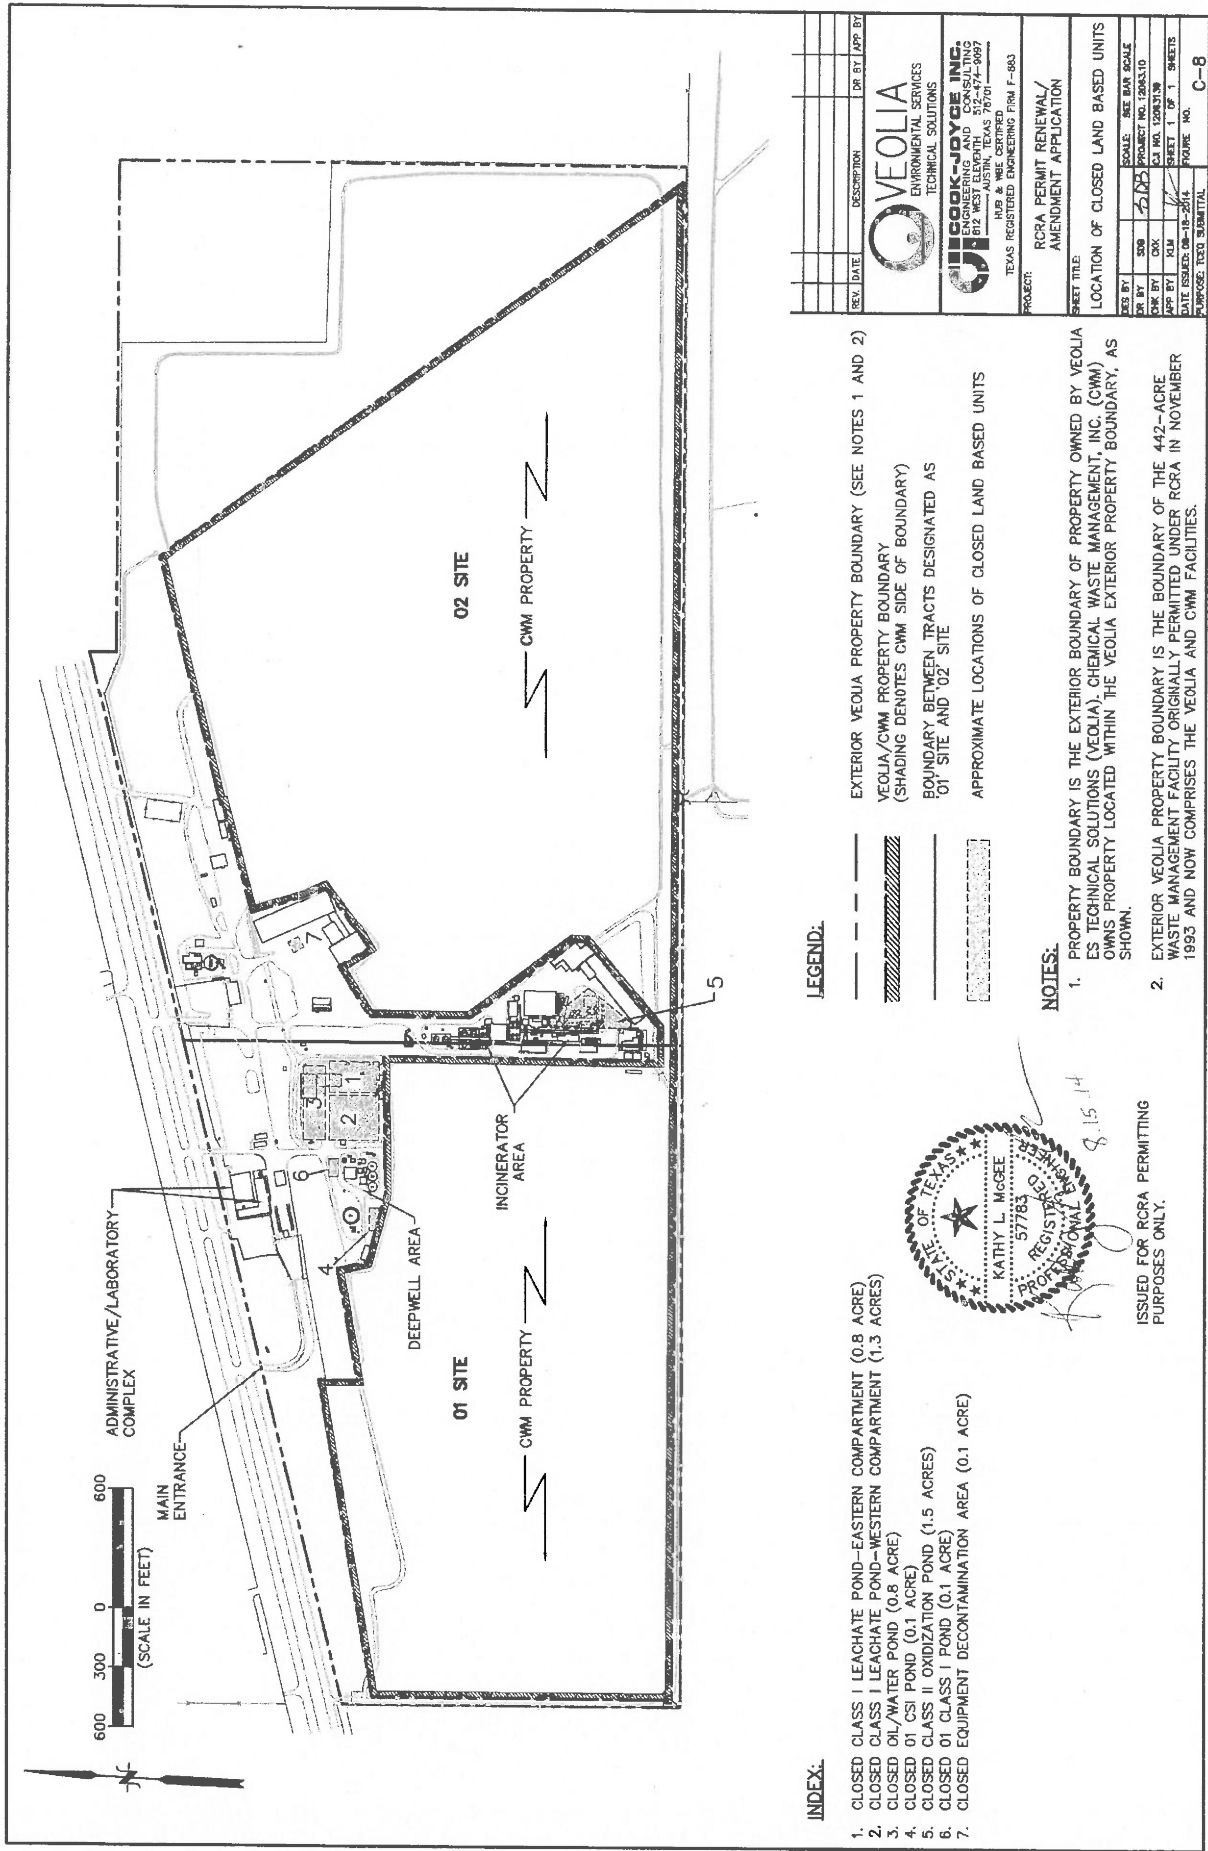 600
300
0
600
(SCALE IN FEET)
ADMINISTRATIVE/LABORATORY
COMPLEX
MAIN
ENTRANCE
01 SITE
CWM PROPERTY
DEEPWELL AREA
INCINERATOR
AREA
02 SITE
CWM PROPERTY
1
2
3
4
5
6
INDEX:
1. CLOSED CLASS I LEACHATE POND-EASTERN COMPARTMENT (0.8 ACRE)
2. CLOSED CLASS I LEACHATE POND-WESTERN COMPARTMENT (1.3 ACRES)
3. CLOSED OIL/WATER POND (0.8 ACRE)
4. CLOSED 01 CSI POND (0.1 ACRE)
5. CLOSED CLASS II OXIDIZATION POND (1.5 ACRES)
6. CLOSED 01 CLASS I POND (0.1 ACRE)
7. CLOSED EQUIPMENT DECONTAMINATION AREA (0.1 ACRE)
STATE OF TEXAS
KATHY L. McGEE
57783
REGISTERED
PROFESSIONAL ENGINEER
8.15.14
ISSUED FOR RCRA PERMITTING
PURPOSES ONLY.
LEGEND:
EXTERIOR VEOLIA PROPERTY BOUNDARY (SEE NOTES 1 AND 2)
VEOLIA/CWM PROPERTY BOUNDARY
(SHADING DENOTES CWM SIDE OF BOUNDARY)
BOUNDARY BETWEEN TRACTS DESIGNATED AS
'01' SITE AND '02' SITE
APPROXIMATE LOCATIONS OF CLOSED LAND BASED UNITS
NOTES:
1. PROPERTY BOUNDARY IS THE EXTERIOR BOUNDARY OF PROPERTY OWNED BY VEOLIA
ES TECHNICAL SOLUTIONS (VEOLIA). CHEMICAL WASTE MANAGEMENT, INC. (CWM)
OWNS PROPERTY LOCATED WITHIN THE VEOLIA EXTERIOR PROPERTY BOUNDARY, AS
SHOWN.
2. EXTERIOR VEOLIA PROPERTY BOUNDARY IS THE BOUNDARY OF THE 442-ACRE
WASTE MANAGEMENT FACILITY ORIGINALLY PERMITTED UNDER RCRA IN NOVEMBER
1993 AND NOW COMPRISES THE VEOLIA AND CWM FACILITIES.
REV. DATE DESCRIPTION DR BY APP BY
VEOLIA
ENVIRONMENTAL SERVICES
TECHNICAL SOLUTIONS
COOK-JOYCE INC.
ENGINEERING AND CONSULTING
812 WEST ELEVENTH 512-474-9097
AUSTIN, TEXAS 78701
HUB & WBE CERTIFIED
TEXAS REGISTERED ENGINEERING FIRM F-883
PROJECT:
RCRA PERMIT RENEWAL/
AMENDMENT APPLICATION
SHEET TITLE:
LOCATION OF CLOSED LAND BASED UNITS
DES BY SCALE: SEE BAR SCALE
DR BY SDB SDB PROJECT NO. 12063.10
CHK BY CKK
APP BY KLM SHEET 1 OF 1 SHEETS
DATE ISSUED: 08-18-2014 FIGURE NO.
PURPOSE: TCEQ SUBMITTAL C-8